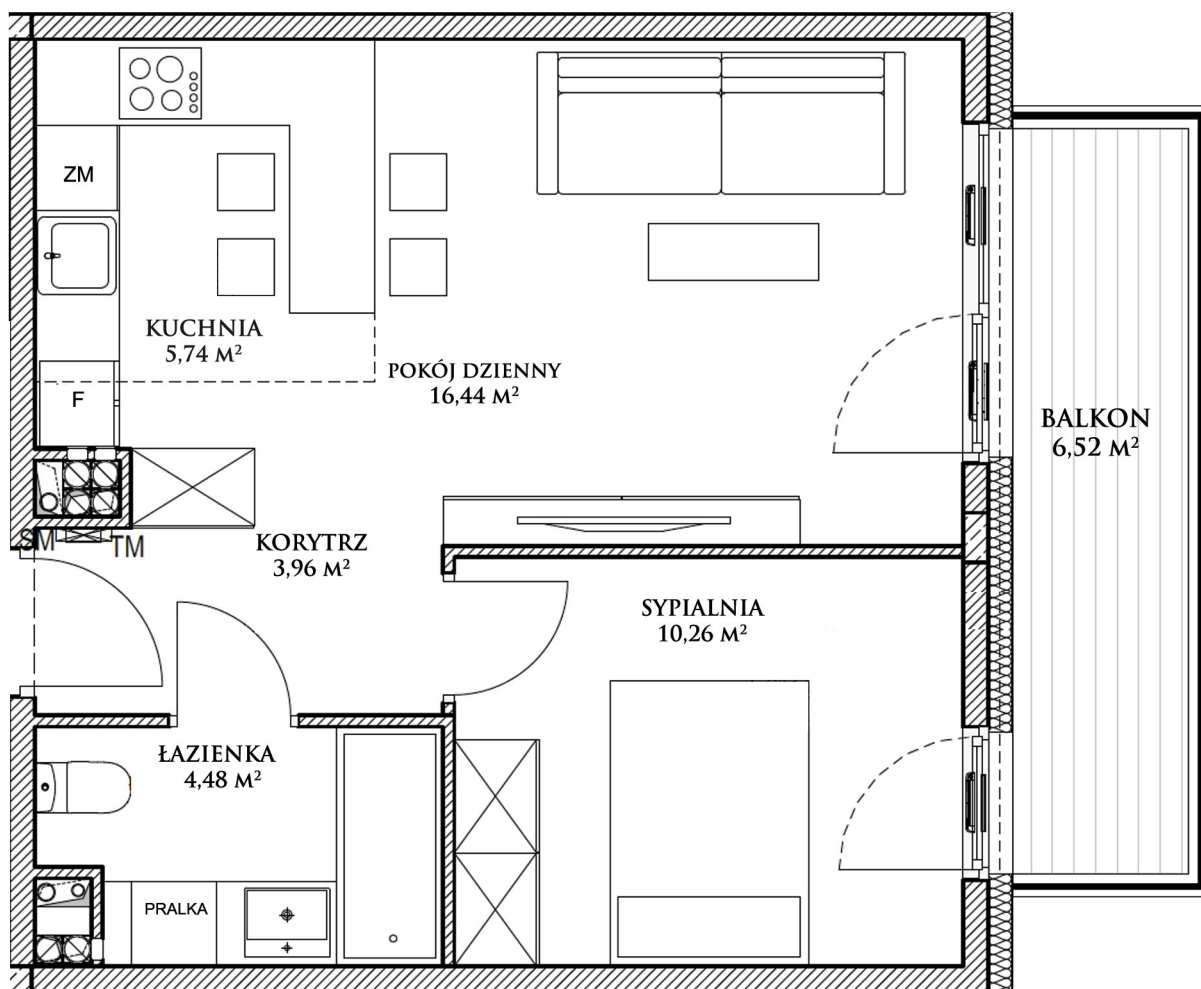 ZM
KUCHNIA
5,74 M²
POKÓJ DZIENNY
16,44 M²
F
BALKON
6,52 M²
SM
TM
KORYTRZ
3,96 M²
SYPIALNIA
10,26 M²
ŁAZIENKA
4,48 M²
PRALKA